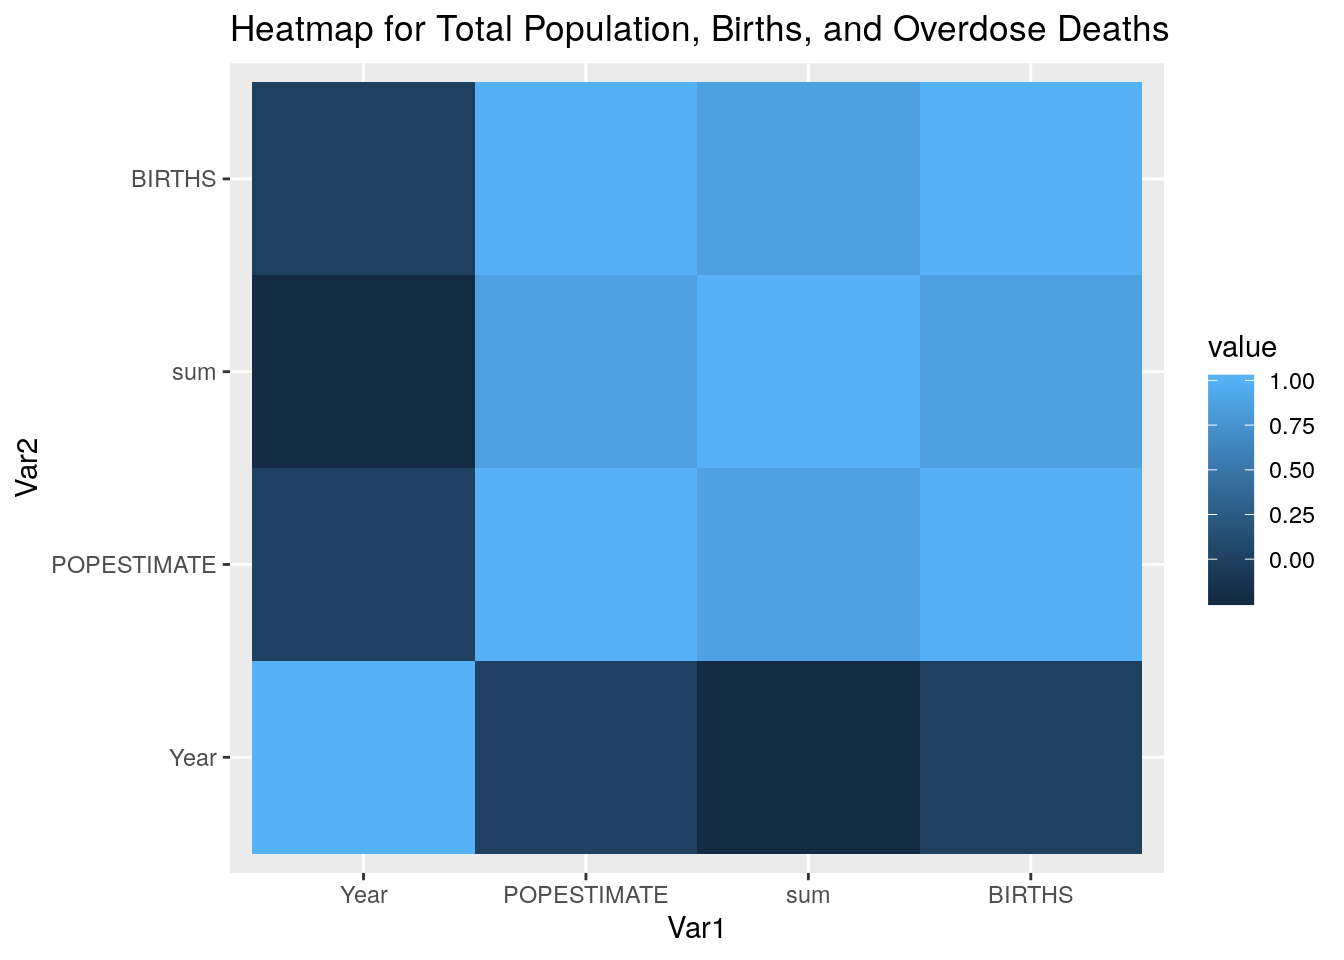 Heatmap for Total Population, Births, and Overdose Deaths
BIRTHS
sum
POPESTIMATE
Year
Var2
Year POPESTIMATE sum BIRTHS
Var1
value
1.00
0.75
0.50
0.25
0.00